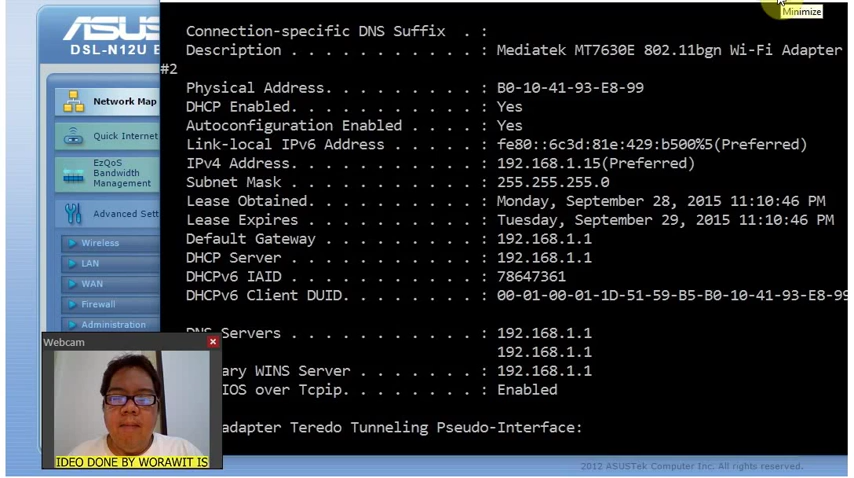 Minimize
ASUS
DSL-N12U
Network Map
Quick Internet
EzQoS
Bandwidth
Management
Advanced Sett
Wireless
LAN
WAN
Firewall
Administration
Connection-specific DNS Suffix  . :
Description . . . . . . . . . . . : Mediatek MT7630E 802.11bgn Wi-Fi Adapter
#2
Physical Address. . . . . . . . . : B0-10-41-93-E8-99
DHCP Enabled. . . . . . . . . . . : Yes
Autoconfiguration Enabled . . . . : Yes
Link-local IPv6 Address . . . . . : fe80::6c3d:81e:429:b500%5(Preferred)
IPv4 Address. . . . . . . . . . . : 192.168.1.15(Preferred)
Subnet Mask . . . . . . . . . . . : 255.255.255.0
Lease Obtained. . . . . . . . . . : Monday, September 28, 2015 11:10:46 PM
Lease Expires . . . . . . . . . . : Tuesday, September 29, 2015 11:10:46 PM
Default Gateway . . . . . . . . . : 192.168.1.1
DHCP Server . . . . . . . . . . . : 192.168.1.1
DHCPv6 IAID . . . . . . . . . . . : 78647361
DHCPv6 Client DUID. . . . . . . . : 00-01-00-01-1D-51-59-B5-B0-10-41-93-E8-99
DNS Servers . . . . . . . . . . . : 192.168.1.1
192.168.1.1
ary WINS Server . . . . . . . : 192.168.1.1
IOS over Tcpip. . . . . . . . : Enabled
adapter Teredo Tunneling Pseudo-Interface:
Webcam
IDEO DONE BY WORAWIT IS
2012 ASUSTek Computer Inc. All rights reserved.